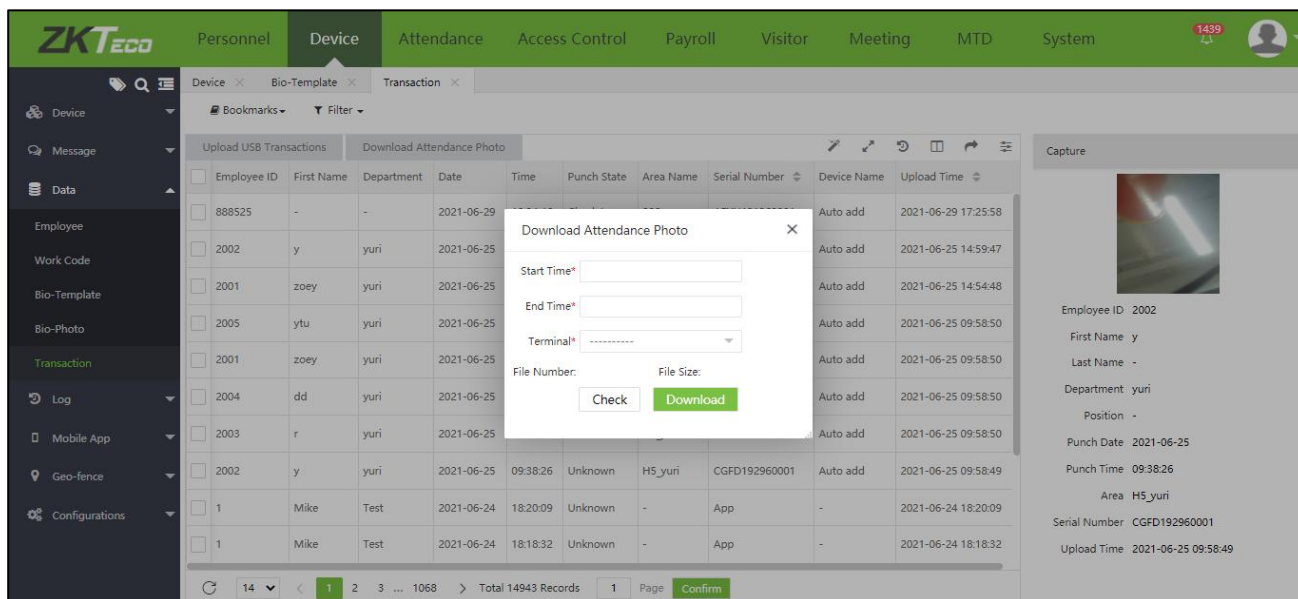 ZKTECO
Personnel Device Attendance Access Control Payroll Visitor Meeting MTD System 1439
Device Bio-Template Transaction
Device
Bookmarks Filter
Message
Upload USB Transactions Download Attendance Photo
Capture
Data
Employee ID First Name Department Date Time Punch State Area Name Serial Number Device Name Upload Time
Employee
Work Code
Bio-Template
Bio-Photo
Transaction
Log
Mobile App
Geo-fence
Configurations
888525 - - 2021-06-29 Auto add 2021-06-29 17:25:58
2002 y yuri 2021-06-25 Auto add 2021-06-25 14:59:47
2001 zoey yuri 2021-06-25 Auto add 2021-06-25 14:54:48
2005 ytu yuri 2021-06-25 Auto add 2021-06-25 09:58:50
2001 zoey yuri 2021-06-25 Auto add 2021-06-25 09:58:50
2004 dd yuri 2021-06-25 Auto add 2021-06-25 09:58:50
2003 r yuri 2021-06-25 Auto add 2021-06-25 09:58:50
2002 y yuri 2021-06-25 09:38:26 Unknown H5_yuri CGFD192960001 Auto add 2021-06-25 09:58:49
1 Mike Test 2021-06-24 18:20:09 Unknown - App - 2021-06-24 18:20:09
1 Mike Test 2021-06-24 18:18:32 Unknown - App - 2021-06-24 18:18:32
14 1 2 3 ... 1068 Total 14943 Records 1 Page Confirm
Download Attendance Photo
Start Time*
End Time*
Terminal* ----------
File Number: File Size:
Check Download
Employee ID 2002
First Name y
Last Name -
Department yuri
Position -
Punch Date 2021-06-25
Punch Time 09:38:26
Area H5_yuri
Serial Number CGFD192960001
Upload Time 2021-06-25 09:58:49